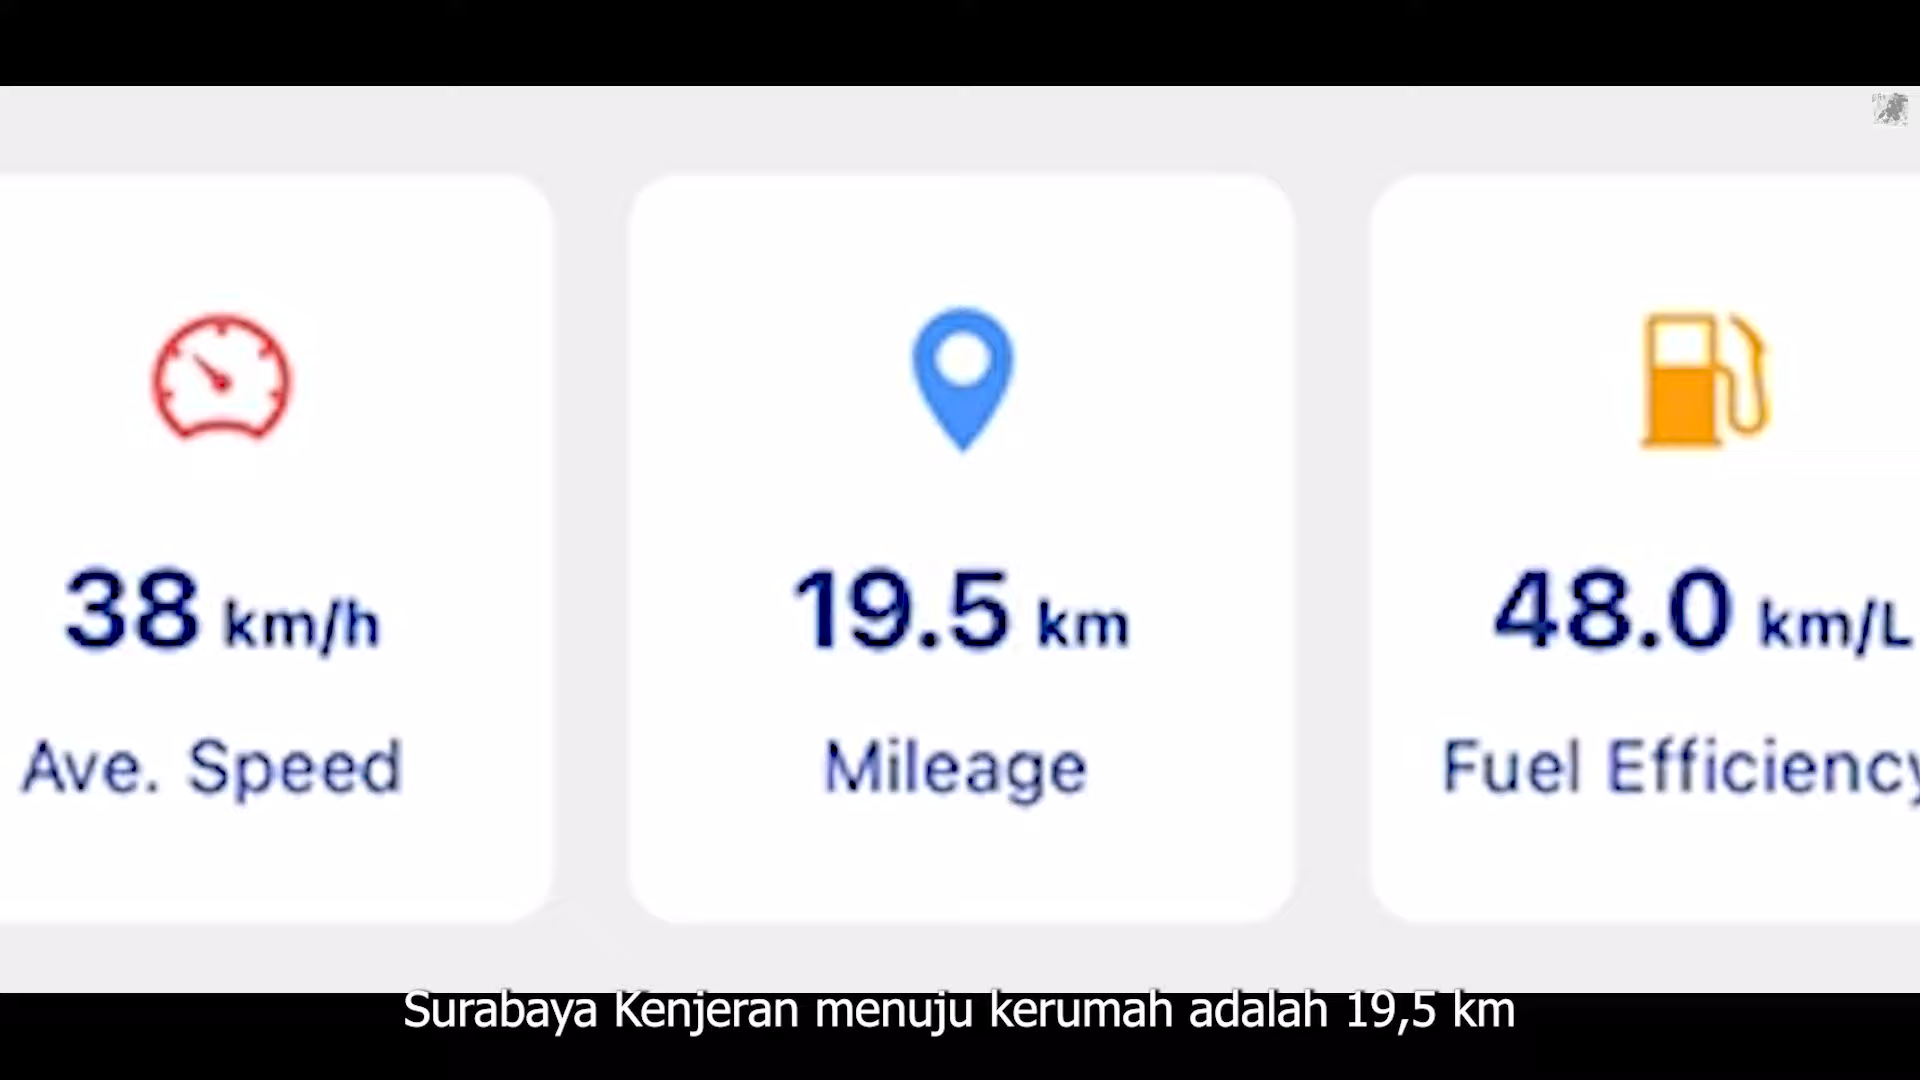 38 km/h
19.5 km
48.0 km/L
Ave. Speed
Mileage
Fuel Efficiency
Surabaya Kenjeran menuju kerumah adalah 19,5 km